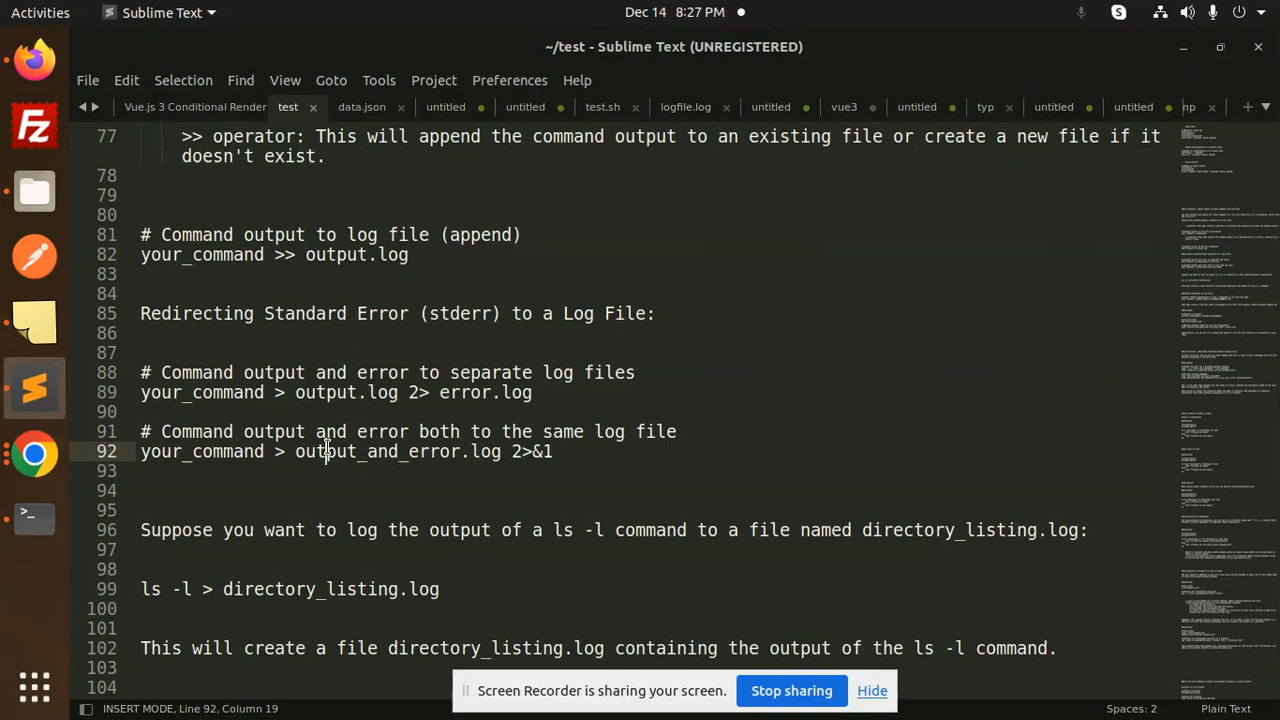 Activities
Sublime Text
Dec 14 8:27 PM
~/test - Sublime Text (UNREGISTERED)
File Edit Selection Find View Goto Tools Project Preferences Help
Vue.js 3 Conditional Render test data.json untitled untitled test.sh logfile.log untitled vue3 untitled typ untitled untitled np
77 >> operator: This will append the command output to an existing file or create a new file if it
doesn't exist.
78
79
80
81 # Command output to log file (append)
82 your_command >> output.log
83
84
85 Redirecting Standard Error (stderr) to a Log File:
86
87
88 # Command output and error to separate log files
89 your_command > output.log 2> error.log
90
91 # Command output and error both to the same log file
92 your_command > output_and_error.log 2>&1
93
94
95
96 Suppose you want to log the output of a ls -l command to a file named directory_listing.log:
97
98
99 ls -l > directory_listing.log
100
101
102 This will create a file directory_listing.log containing the output of the ls -l command.
103
104
Screen Recorder is sharing your screen. Stop sharing Hide
INSERT MODE, Line 92, Column 19
Spaces: 2
Plain Text